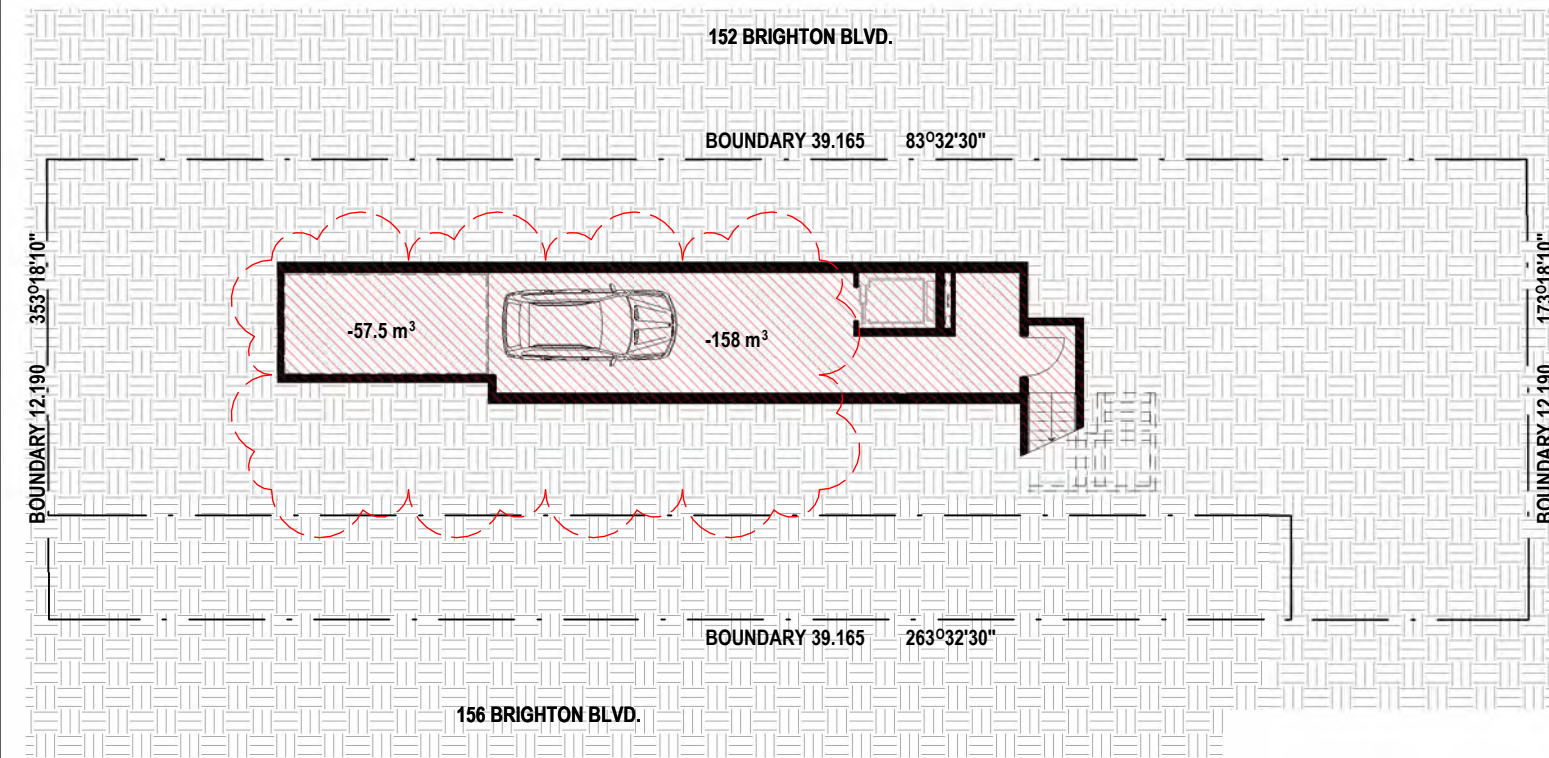 152 BRIGHTON BLVD.
BOUNDARY 39.165 83°32'30"
BOUNDARY 12.190 353°18'10"
BOUNDARY 12.190 173°18'10"
-57.5 m³
-158 m³
BOUNDARY 39.165 263°32'30"
156 BRIGHTON BLVD.